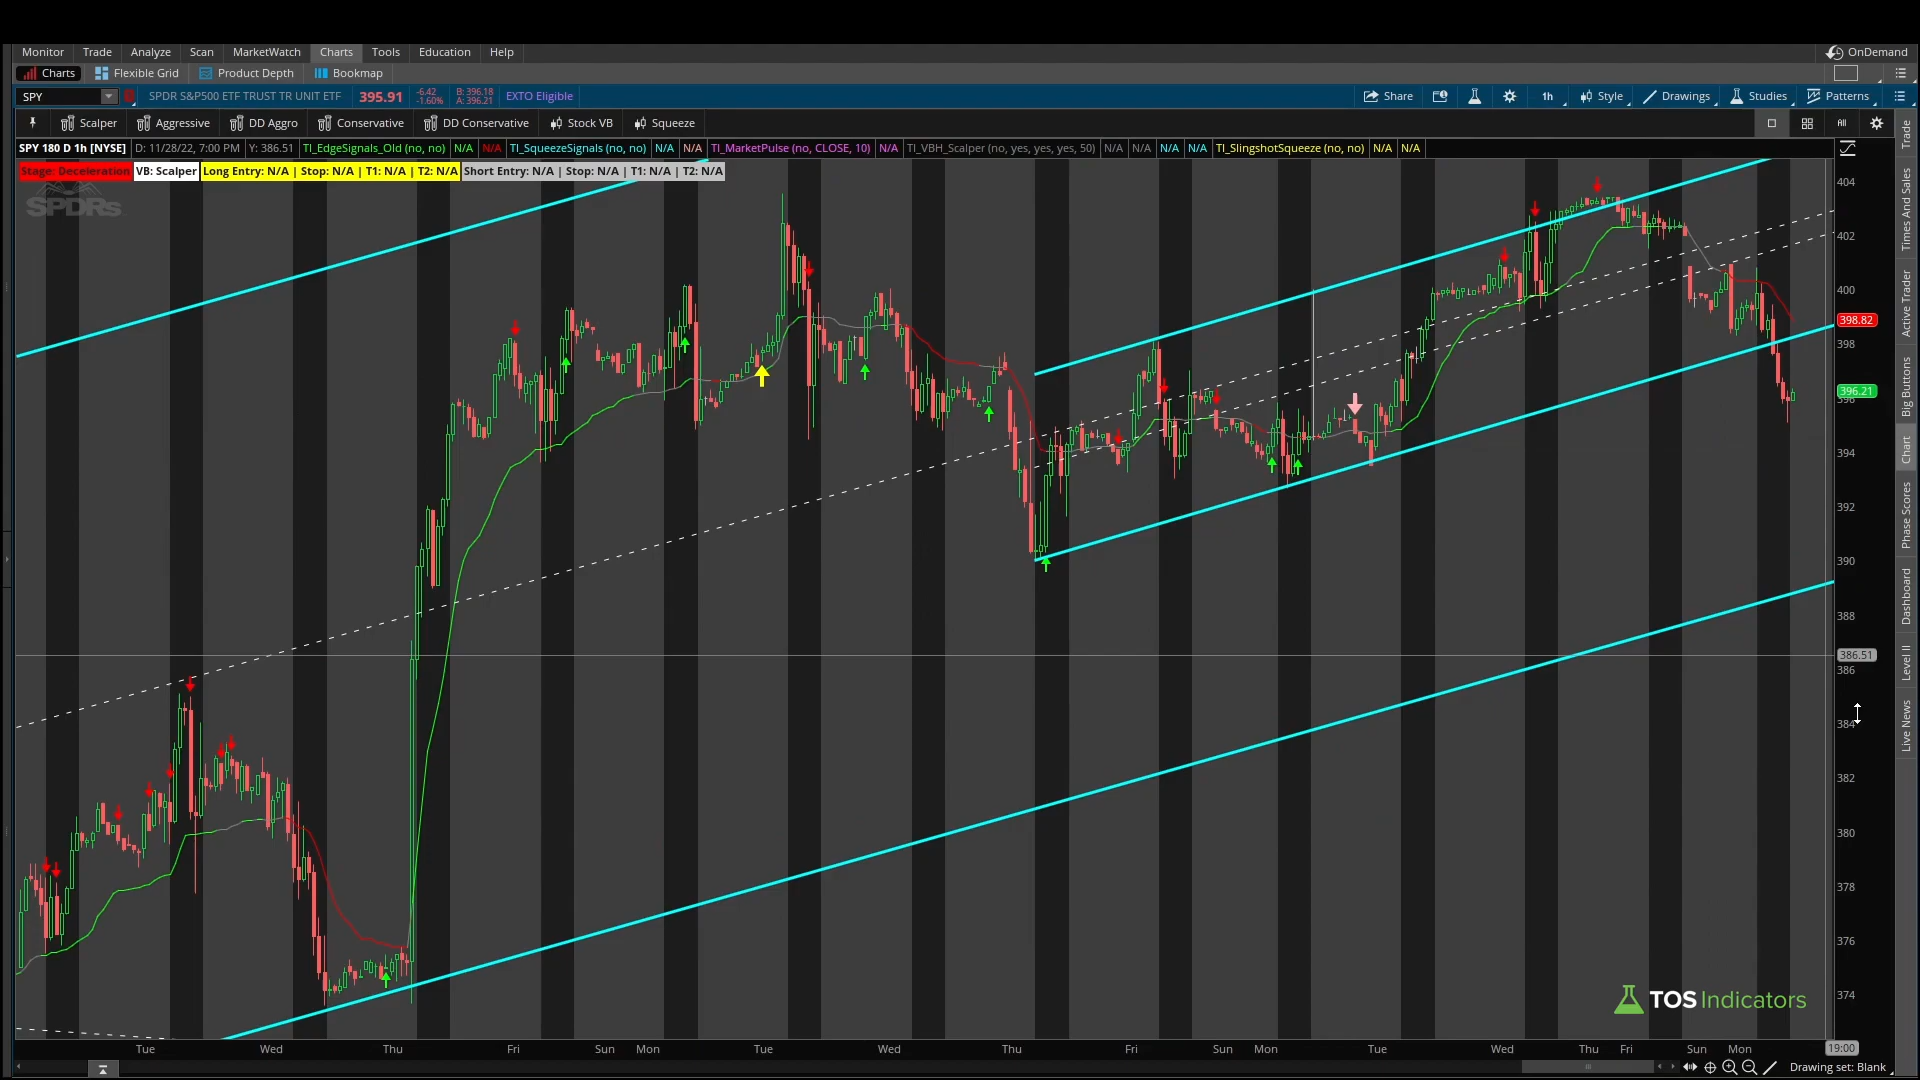 Monitor Trade Analyze Scan MarketWatch Charts Tools Education Help OnDemand
Charts Flexible Grid Product Depth Bookmap
SPY SPDR S&P500 ETF TRUST TR UNIT ETF 395.91 -6.42 -1.60% B: 396.18 A: 396.21 EXTO Eligible Share 1h Style Drawings Studies Patterns
Scalper Aggressive DD Aggro Conservative DD Conservative Stock VB Squeeze All
SPY 180 D 1h [NYSE] D: 11/28/22, 7:00 PM Y: 386.51 TI_EdgeSignals_Old (no, no) N/A N/A TI_SqueezeSignals (no, no) N/A N/A TI_MarketPulse (no, CLOSE, 10) N/A TI_VBH_Scalper (no, yes, yes, yes, 50) N/A N/A N/A N/A TI_SlingshotSqueeze (no, no) N/A N/A
Stage: Deceleration VB: Scalper Long Entry: N/A | Stop: N/A | T1: N/A | T2: N/A Short Entry: N/A | Stop: N/A | T1: N/A | T2: N/A
SPDRs
404
402
400
398.82
398
396.21
396
394
392
390
388
386.51
386
384
382
380
378
376
374
Trade
Times And Sales
Active Trader
Big Buttons
Chart
Phase Scores
Dashboard
Level II
Live News
TOS Indicators
Tue Wed Thu Fri Sun Mon Tue Wed Thu Fri Sun Mon Tue Wed Thu Fri Sun Mon 19:00
Drawing set: Blank